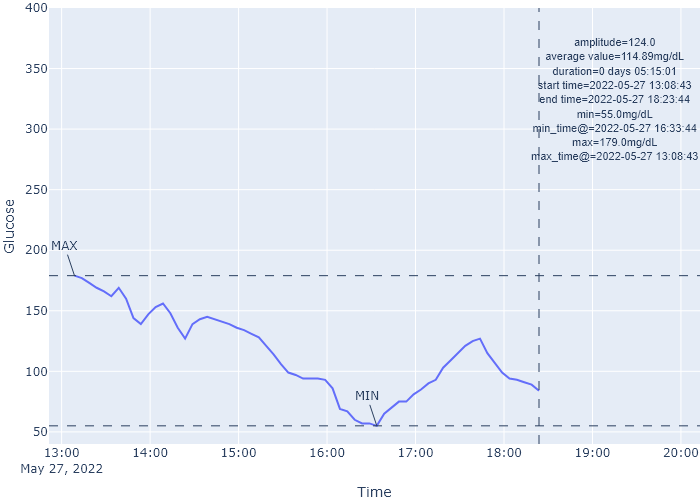 400
350
300
250
200
150
100
50
Glucose
amplitude=124.0
average value=114.89mg/dL
duration=0 days 05:15:01
start time=2022-05-27 13:08:43
end time=2022-05-27 18:23:44
min=55.0mg/dL
min_time@=2022-05-27 16:33:44
max=179.0mg/dL
max_time@=2022-05-27 13:08:43
MAX
MIN
13:00 14:00 15:00 16:00 17:00 18:00 19:00 20:00
May 27, 2022
Time